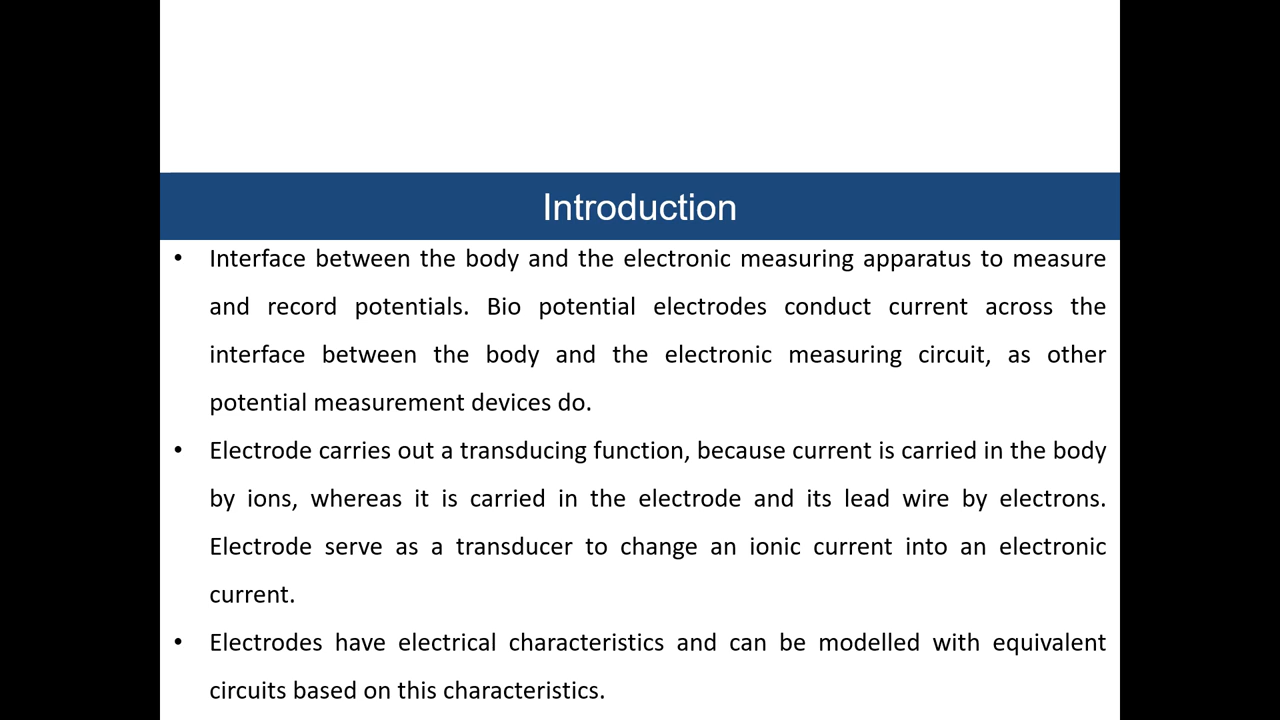 Introduction
• Interface between the body and the electronic measuring apparatus to measure
and record potentials. Bio potential electrodes conduct current across the
interface between the body and the electronic measuring circuit, as other
potential measurement devices do.
• Electrode carries out a transducing function, because current is carried in the body
by ions, whereas it is carried in the electrode and its lead wire by electrons.
Electrode serve as a transducer to change an ionic current into an electronic
current.
• Electrodes have electrical characteristics and can be modelled with equivalent
circuits based on this characteristics.